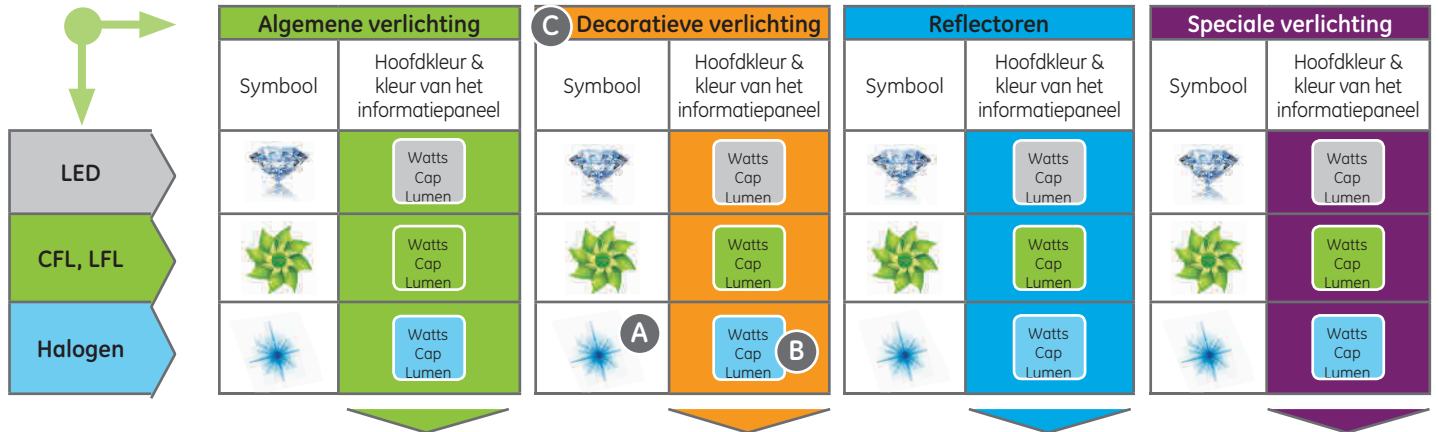 Algemene verlichting
C Decoratieve verlichting
Reflectoren
Speciale verlichting
Symbool
Hoofdkleur &
kleur van het
informatiepaneel
Symbool
Hoofdkleur &
kleur van het
informatiepaneel
Symbool
Hoofdkleur &
kleur van het
informatiepaneel
Symbool
Hoofdkleur &
kleur van het
informatiepaneel
LED
Watts
Cap
Lumen
Watts
Cap
Lumen
Watts
Cap
Lumen
Watts
Cap
Lumen
CFL, LFL
Watts
Cap
Lumen
Watts
Cap
Lumen
Watts
Cap
Lumen
Watts
Cap
Lumen
Halogen
Watts
Cap
Lumen
A
Watts
Cap
Lumen
B
Watts
Cap
Lumen
Watts
Cap
Lumen